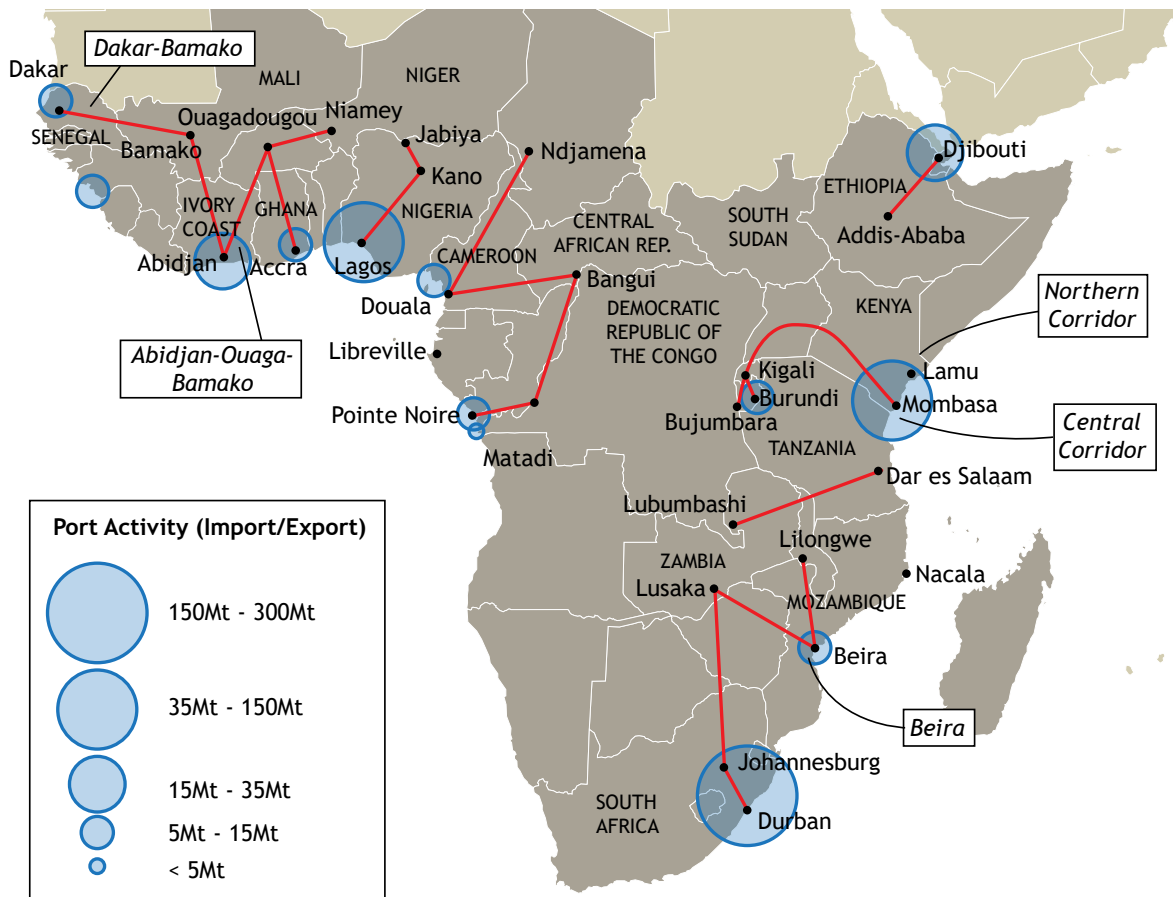 Dakar-Bamako
Dakar
MALI
NIGER
Ouagadougou
Niamey
SENEGAL
Bamako
Jabiya
Ndjamena
Djibouti
Kano
ETHIOPIA
IVORY
COAST
GHANA
NIGERIA
CENTRAL
AFRICAN REP.
SOUTH
SUDAN
Addis-Ababa
Abidjan
Accra
Lagos
CAMEROON
Bangui
Douala
DEMOCRATIC
REPUBLIC OF
THE CONGO
KENYA
Northern
Corridor
Abidjan-Ouaga-
Bamako
Libreville
Kigali
Lamu
Burundi
Mombasa
Pointe Noire
Bujumbara
Central
Corridor
Matadi
TANZANIA
Dar es Salaam
Lubumbashi
Lilongwe
ZAMBIA
Lusaka
Nacala
MOZAMBIQUE
Beira
Beira
Johannesburg
SOUTH
AFRICA
Durban
Port Activity (Import/Export)
150Mt - 300Mt
35Mt - 150Mt
15Mt - 35Mt
5Mt - 15Mt
< 5Mt